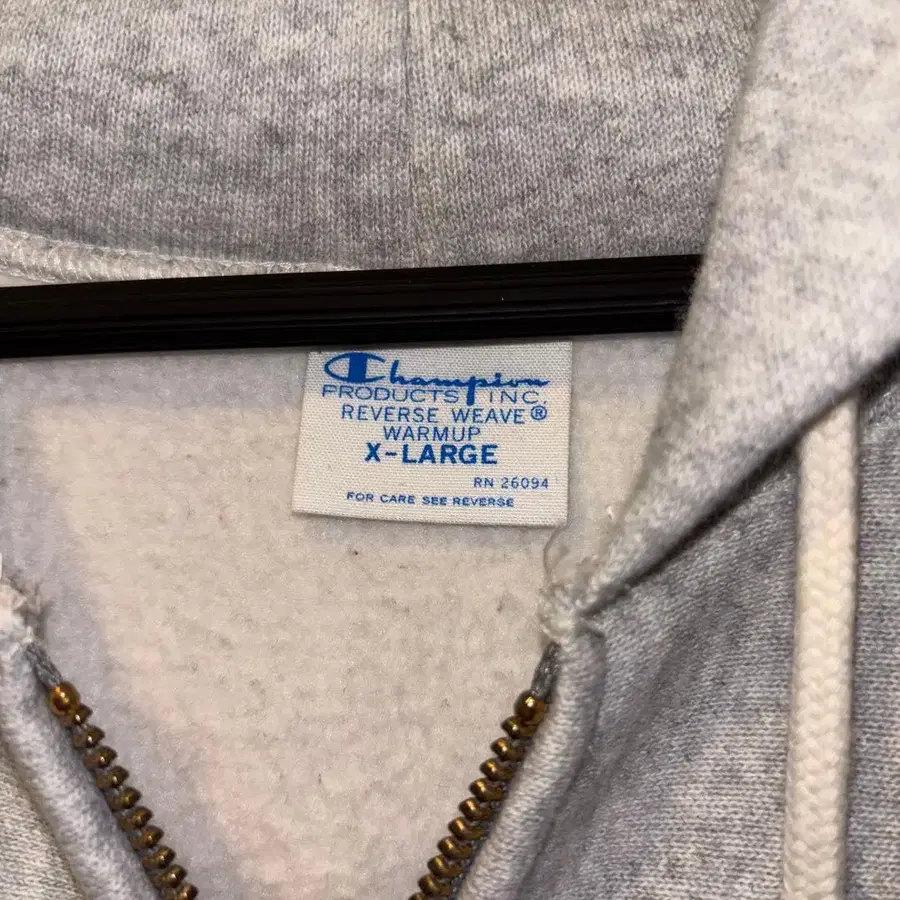 Champion
PRODUCTS INC.
REVERSE WEAVE®
WARMUP
X-LARGE
RN 26094
FOR CARE SEE REVERSE